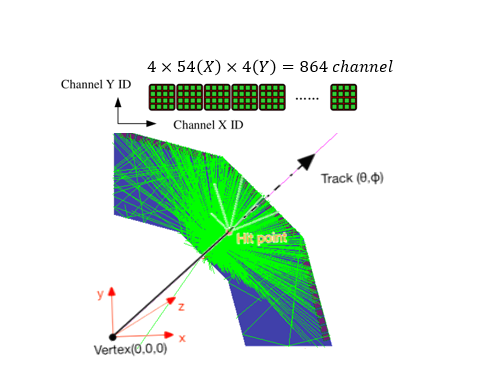 4 × 54(X) × 4(Y) = 864 channel
Channel Y ID
......
Channel X ID
Track (θ,ϕ)
Hit point
y
z
x
Vertex(0,0,0)